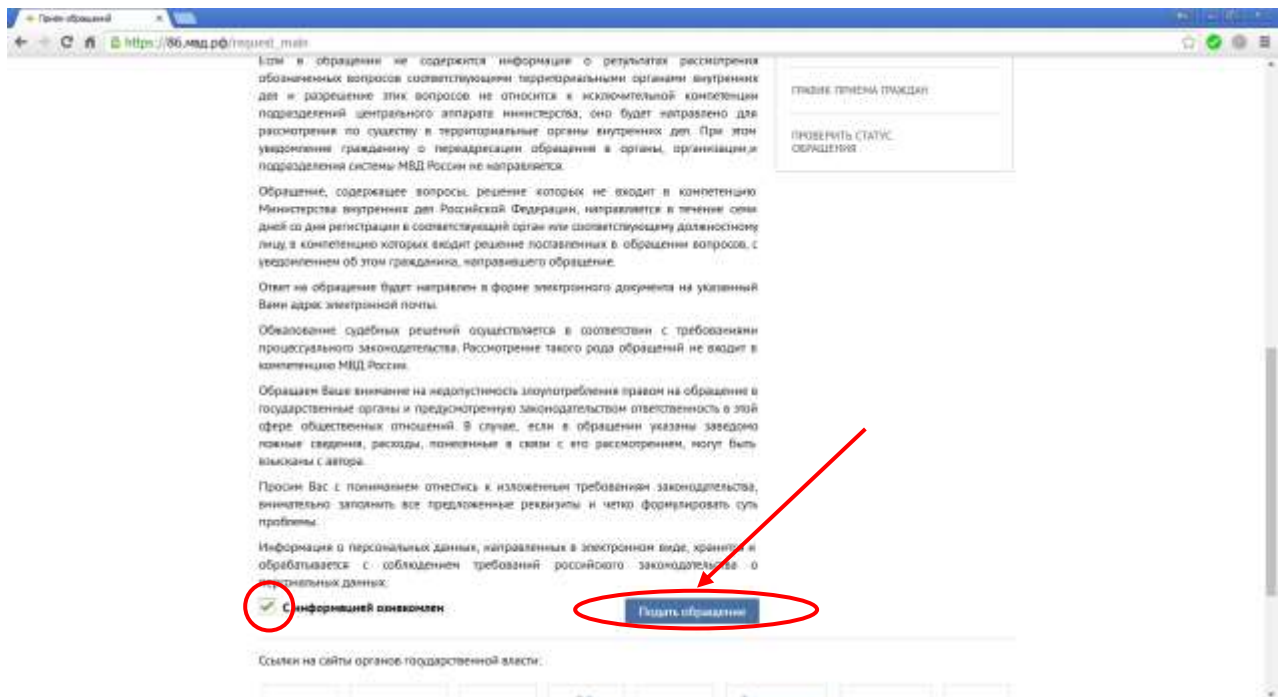 Прием обращений
https://86.мвд.рф/request_main
Если в обращении не содержится информация о результатах рассмотрения
обозначенных вопросов соответствующими территориальными органами внутренних
дел и разрешение этих вопросов не относится к исключительной компетенции
подразделений центрального аппарата министерства, оно будет направлено для
рассмотрения по существу в территориальные органы внутренних дел. При этом
уведомление гражданину о переадресации обращения в органы, организации и
подразделения системы МВД России не направляется.
Обращение, содержащее вопросы, решение которых не входит в компетенцию
Министерства внутренних дел Российской Федерации, направляется в течение семи
дней со дня регистрации в соответствующий орган или соответствующему должностному
лицу, в компетенцию которых входит решение поставленных в обращении вопросов, с
уведомлением об этом гражданина, направившего обращение.
Ответ на обращение будет направлен в форме электронного документа на указанный
Вами адрес электронной почты.
Обжалование судебных решений осуществляется в соответствии с требованиями
процессуального законодательства. Рассмотрение такого рода обращений не входит в
компетенцию МВД России.
Обращаем Ваше внимание на недопустимость злоупотребления правом на обращение в
государственные органы и предусмотренную законодательством ответственность в этой
сфере общественных отношений. В случае, если в обращении указаны заведомо
ложные сведения, расходы, понесенные в связи с его рассмотрением, могут быть
взысканы с автора.
Просим Вас с пониманием отнестись к изложенным требованиям законодательства,
внимательно заполнить все предложенные реквизиты и четко формулировать суть
проблемы.
Информация о персональных данных, направленных в электронном виде, хранится и
обрабатывается с соблюдением требований российского законодательства о
персональных данных.
С информацией ознакомлен
Подать обращение
Ссылки на сайты органов государственной власти:
ГРАФИК ПРИЕМА ГРАЖДАН
ПРОВЕРИТЬ СТАТУС
ОБРАЩЕНИЯ